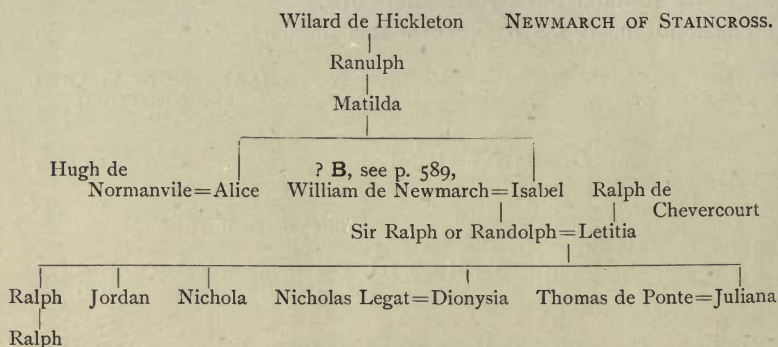 Wilard de Hickleton NEWMARCH OF STAINCROSS.
Ranulph
Matilda
Hugh de ? B, see p. 589,
Normanvile=Alice William de Newmarch=Isabel Ralph de
Chevercourt
Sir Ralph or Randolph=Letitia
Ralph Jordan Nichola Nicholas Legat=Dionysia Thomas de Ponte=Juliana
Ralph